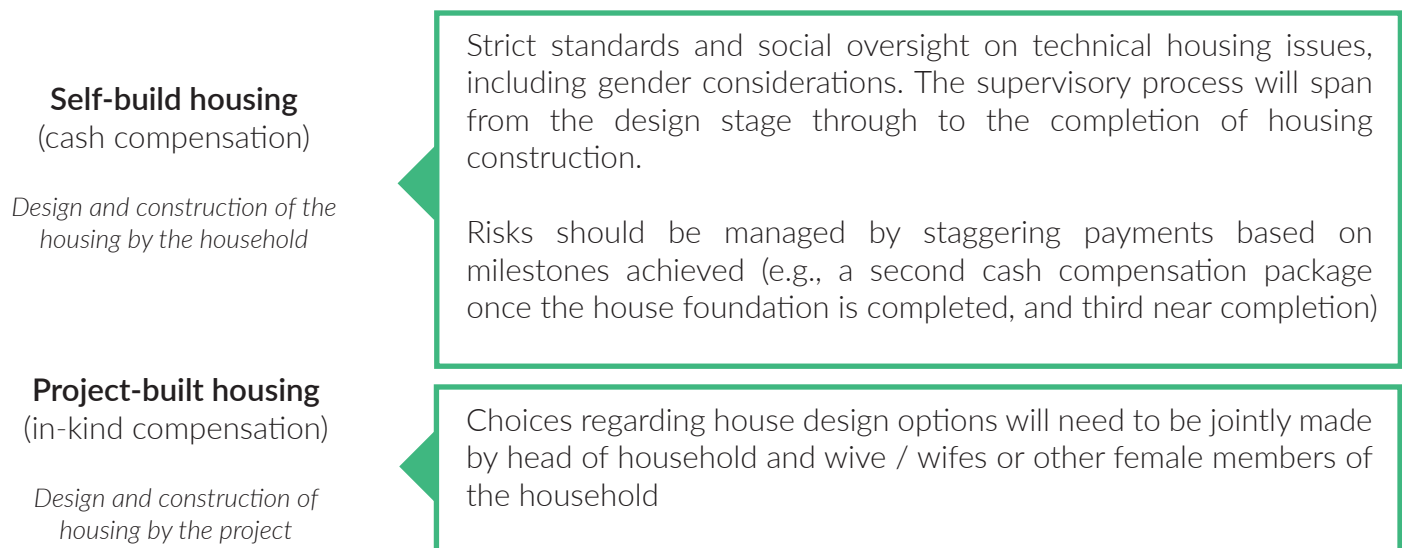 Self-build housing
(cash compensation)
Design and construction of the
housing by the household
Strict standards and social oversight on technical housing issues,
including gender considerations. The supervisory process will span
from the design stage through to the completion of housing
construction.
Risks should be managed by staggering payments based on
milestones achieved (e.g., a second cash compensation package
once the house foundation is completed, and third near completion)
Project-built housing
(in-kind compensation)
Design and construction of
housing by the project
Choices regarding house design options will need to be jointly made
by head of household and wive / wifes or other female members of
the household